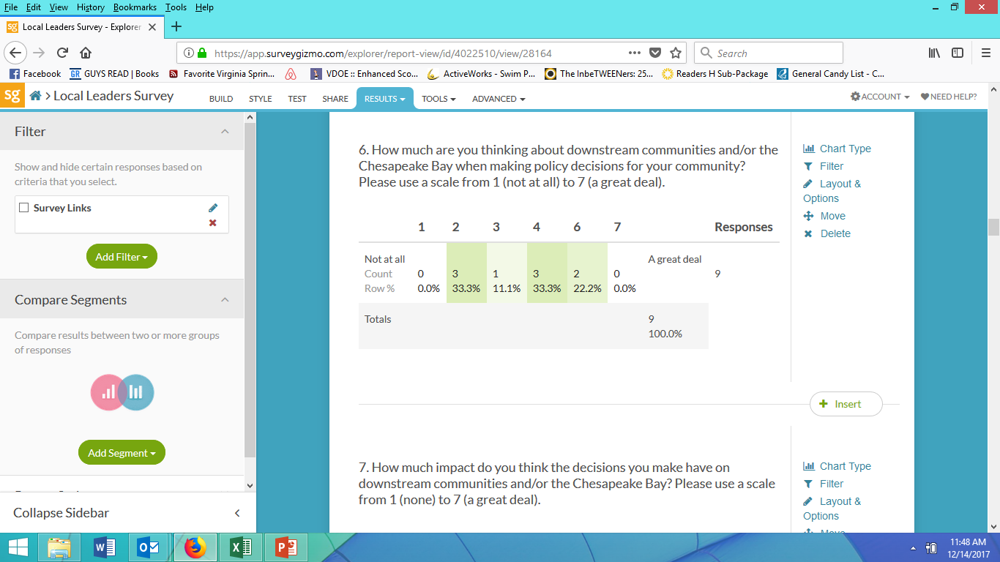 File Edit View History Bookmarks Tools Help
sg Local Leaders Survey - Explorer
https://app.surveygizmo.com/explorer/report-view/id/4022510/view/28164
Search
Facebook GR GUYS READ | Books Favorite Virginia Sprin... VDOE :: Enhanced Sco... ActiveWorks - Swim P... The InbeTWEENers: 25... Readers H Sub-Package General Candy List - C...
sg > Local Leaders Survey BUILD STYLE TEST SHARE RESULTS TOOLS ADVANCED ACCOUNT NEED HELP?
Filter
Show and hide certain responses based on
criteria that you select.
Survey Links
Add Filter
Compare Segments
Compare results between two or more groups
of responses
Add Segment
Collapse Sidebar
6. How much are you thinking about downstream communities and/or the
Chesapeake Bay when making policy decisions for your community?
Please use a scale from 1 (not at all) to 7 (a great deal).
1 2 3 4 6 7 Responses
Not at all A great deal
Count 0 3 1 3 2 0 9
Row % 0.0% 33.3% 11.1% 33.3% 22.2% 0.0%
Totals 9
100.0%
Chart Type
Filter
Layout &
Options
Move
Delete
Insert
7. How much impact do you think the decisions you make have on
downstream communities and/or the Chesapeake Bay? Please use a scale
from 1 (none) to 7 (a great deal).
Chart Type
Filter
Layout &
Options
Move
11:48 AM
12/14/2017